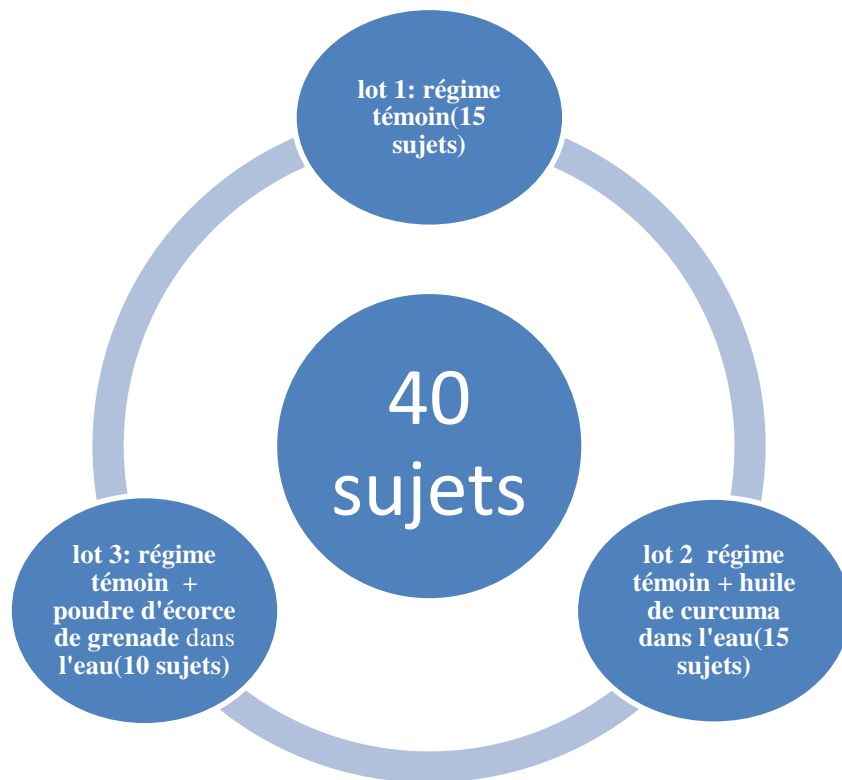 lot 1: régime
témoin(15
sujets)
40
sujets
lot 3: régime
témoin +
poudre d'écorce
de grenade dans
l'eau(10 sujets)
lot 2 régime
témoin + huile
de curcuma
dans l'eau(15
sujets)